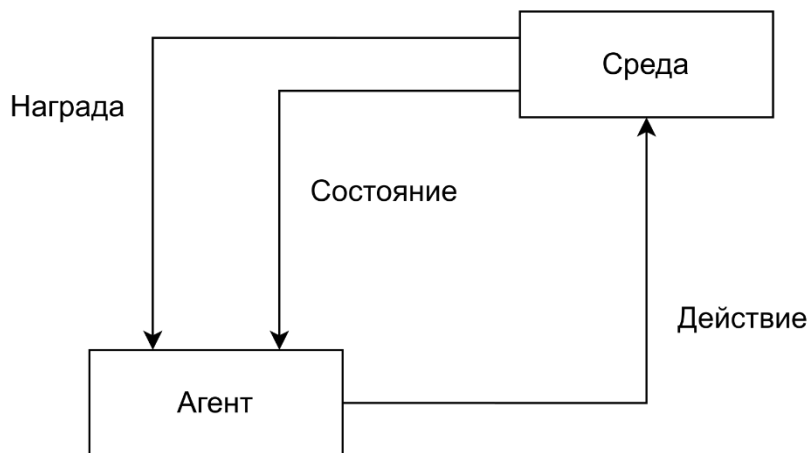 Среда
Награда
Состояние
Действие
Агент